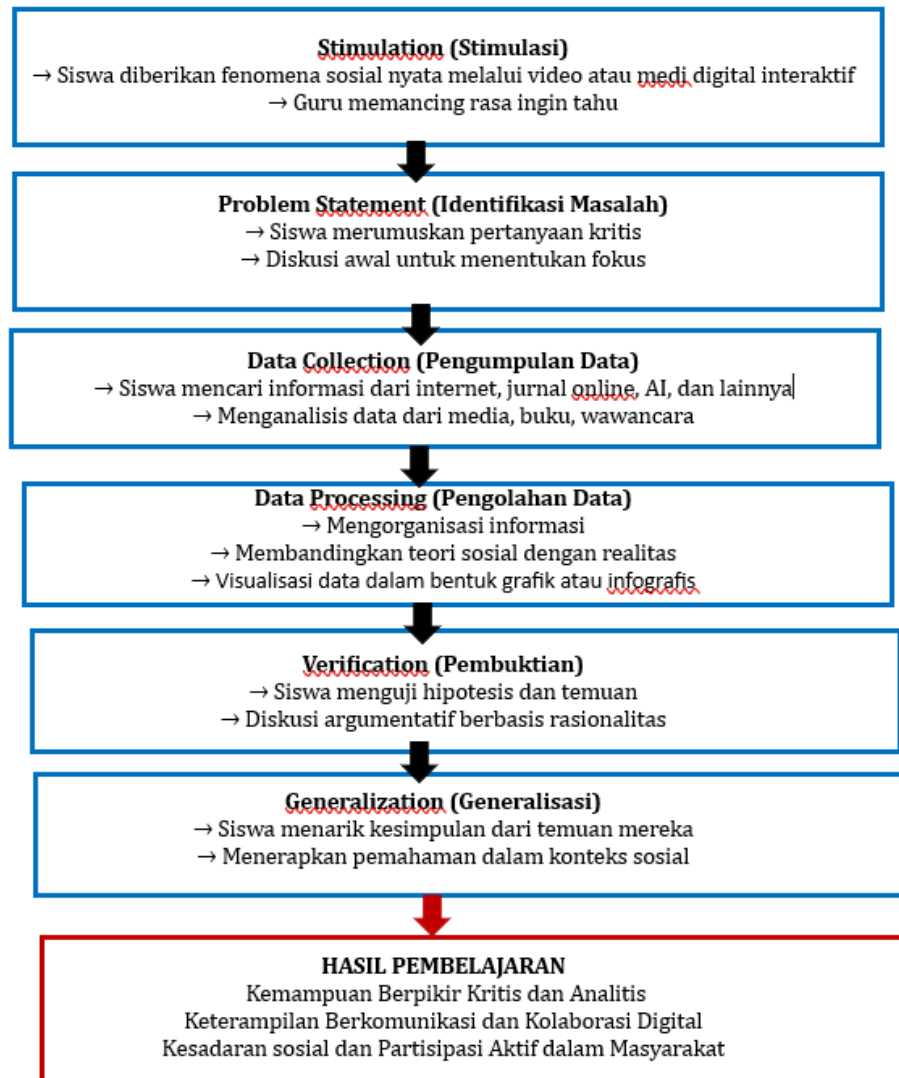 Stimulation (Stimulasi)
→ Siswa diberikan fenomena sosial nyata melalui video atau medi digital interaktif
→ Guru memancing rasa ingin tahu
Problem Statement (Identifikasi Masalah)
→ Siswa merumuskan pertanyaan kritis
→ Diskusi awal untuk menentukan fokus
Data Collection (Pengumpulan Data)
→ Siswa mencari informasi dari internet, jurnal online, AI, dan lainnya
→ Menganalisis data dari media, buku, wawancara
Data Processing (Pengolahan Data)
→ Mengorganisasi informasi
→ Membandingkan teori sosial dengan realitas
→ Visualisasi data dalam bentuk grafik atau infografis
Verification (Pembuktian)
→ Siswa menguji hipotesis dan temuan
→ Diskusi argumentatif berbasis rasionalitas
Generalization (Generalisasi)
→ Siswa menarik kesimpulan dari temuan mereka
→ Menerapkan pemahaman dalam konteks sosial
HASIL PEMBELAJARAN
Kemampuan Berpikir Kritis dan Analitis
Keterampilan Berkomunikasi dan Kolaborasi Digital
Kesadaran sosial dan Partisipasi Aktif dalam Masyarakat